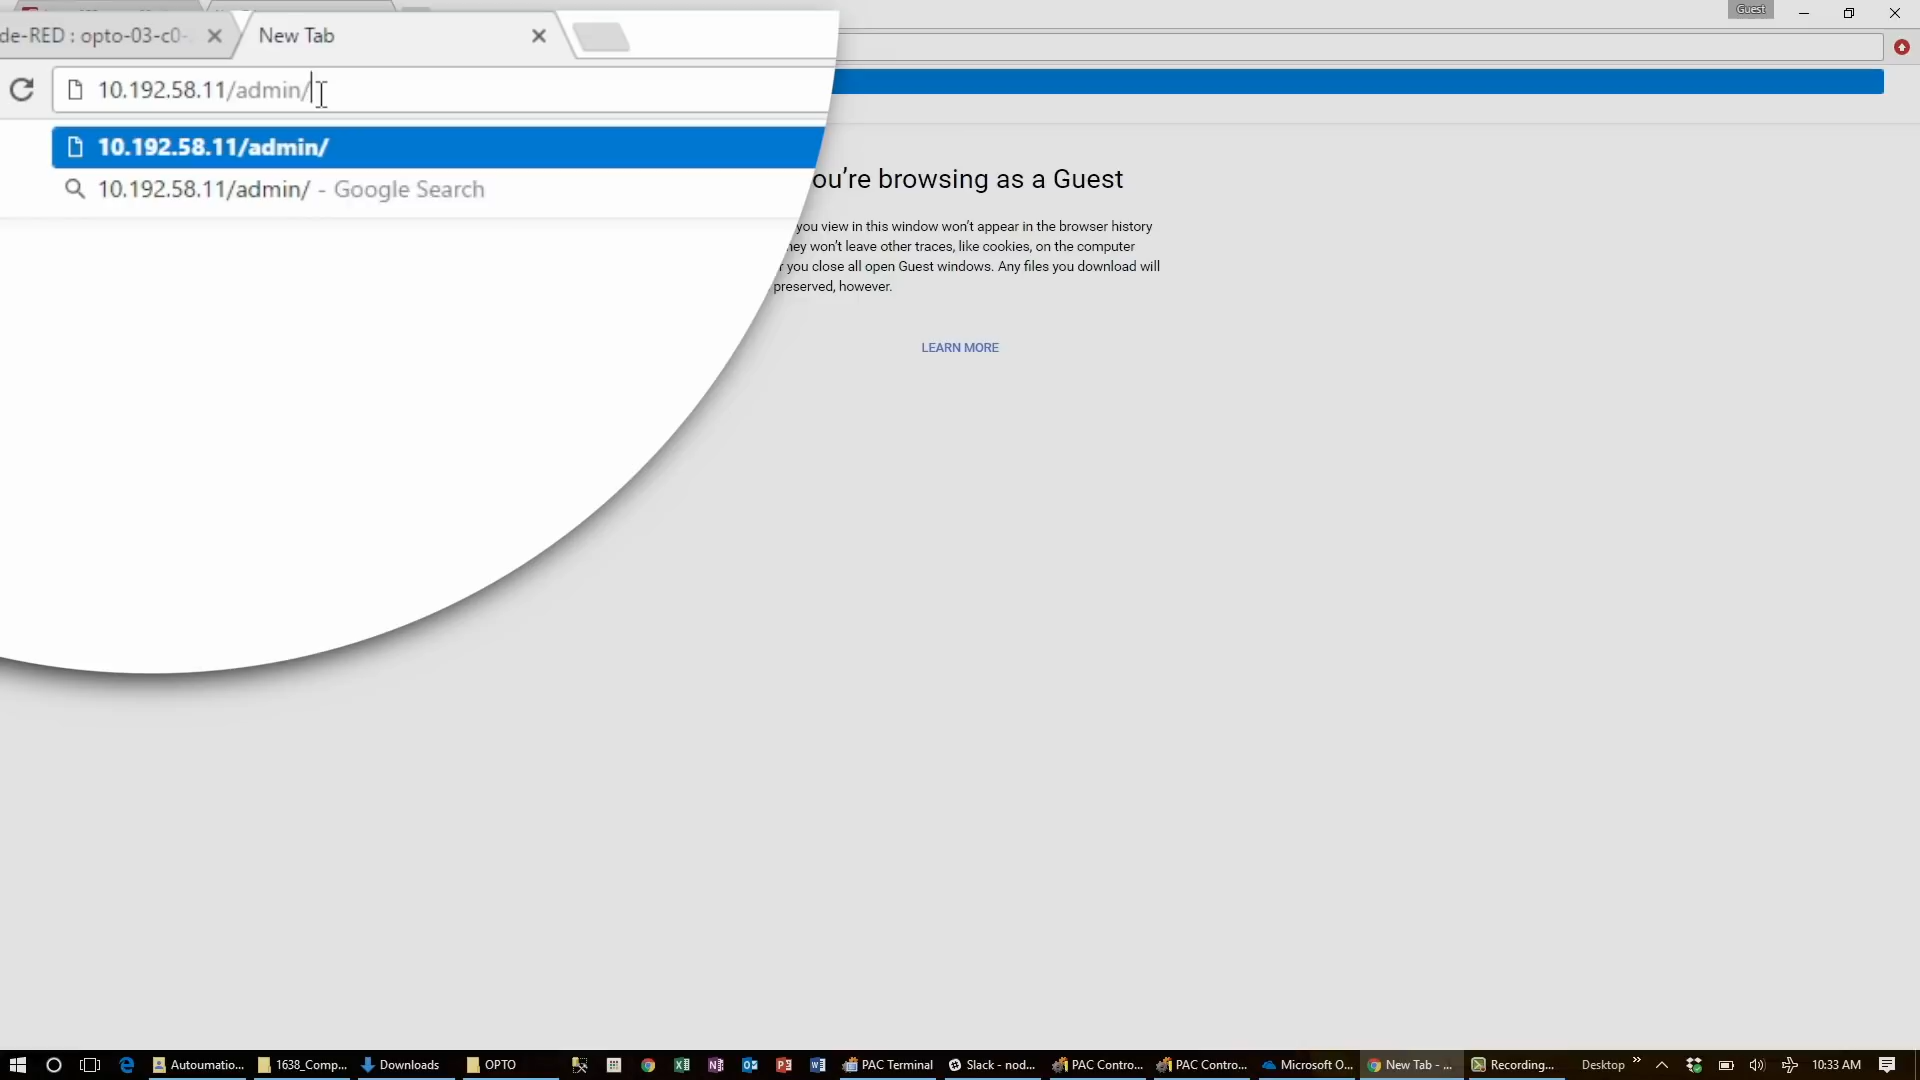 Guest
de-RED : opto-03-c0-
New Tab
10.192.58.11/admin/
10.192.58.11/admin/
10.192.58.11/admin/ - Google Search
ou're browsing as a Guest
you view in this window won't appear in the browser history
hey won't leave other traces, like cookies, on the computer
r you close all open Guest windows. Any files you download will
preserved, however.
LEARN MORE
Autoumatio...
1638_Comp...
Downloads
OPTO
PAC Terminal
Slack - nod...
PAC Contro...
PAC Contro...
Microsoft O...
New Tab - ...
Recording...
Desktop
10:33 AM